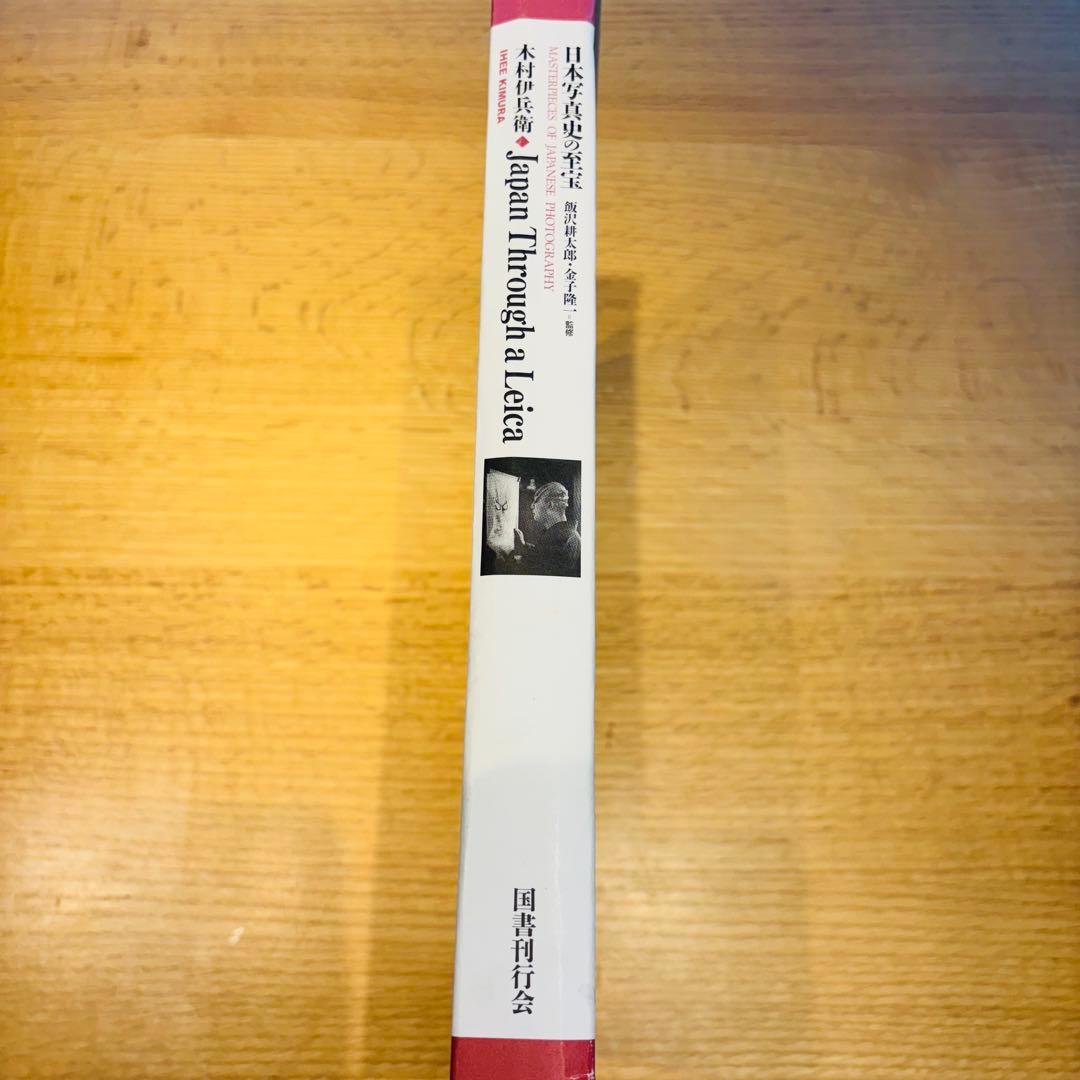 日本写真史の至宝 飯沢耕太郎・金子隆一=監修
MASTERPIECES OF JAPANESE PHOTOGRAPHY
木村伊兵衛◆Japan Through a Leica
IHEE KIMURA
国書刊行会